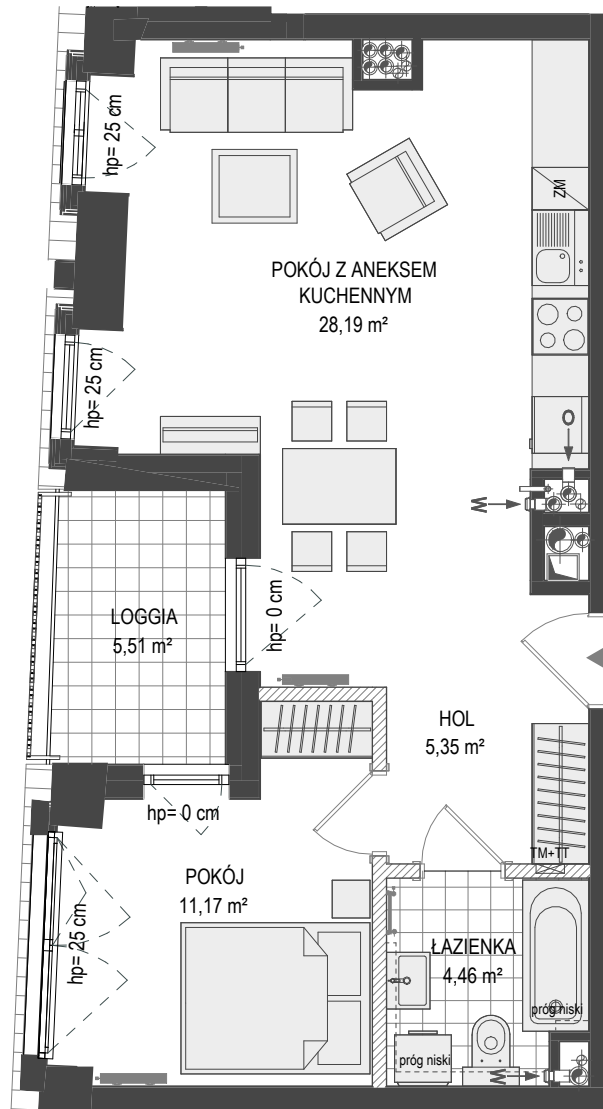 hp= 25 cm
ZM
POKÓJ Z ANEKSEM
KUCHENNYM
28,19 m²
hp= 25 cm
O
W
LOGGIA
5,51 m²
hp= 0 cm
HOL
5,35 m²
hp= 0 cm
TM+TT
POKÓJ
11,17 m²
hp= 25 cm
ŁAZIENKA
4,46 m²
próg niski
próg niski
W